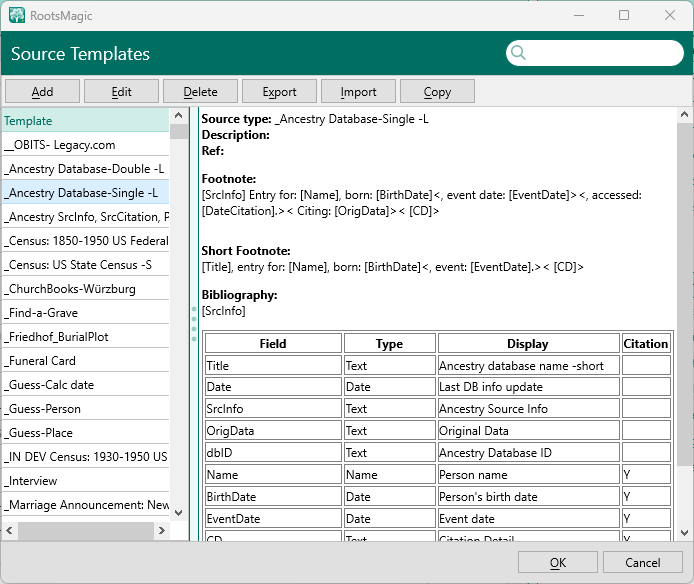 RootsMagic
Source Templates
Add Edit Delete Export Import Copy
Template
__OBITS- Legacy.com
_Ancestry Database-Double -L
_Ancestry Database-Single -L
_Ancestry SrcInfo, SrcCitation, P
_Census: 1850-1950 US Federal
_Census: US State Census -S
_ChurchBooks-Würzburg
_Find-a-Grave
_Friedhof_BurialPlot
_Funeral Card
_Guess-Calc date
_Guess-Person
_Guess-Place
_IN DEV Census: 1930-1950 US
_Interview
_Marriage Announcement: New
Source type: _Ancestry Database-Single -L
Description:
Ref:
Footnote:
[SrcInfo] Entry for: [Name], born: [BirthDate]<, event date: [EventDate]><, accessed:
[DateCitation].>< Citing: [OrigData]>< [CD]>
Short Footnote:
[Title], entry for: [Name], born: [BirthDate]<, event: [EventDate].>< [CD]>
Bibliography:
[SrcInfo]
Field Type Display Citation
Title Text Ancestry database name -short
Date Date Last DB info update
SrcInfo Text Ancestry Source Info
OrigData Text Original Data
dbID Text Ancestry Database ID
Name Name Person name Y
BirthDate Date Person's birth date Y
EventDate Date Event date Y
CD Text Citation Detail Y
OK Cancel